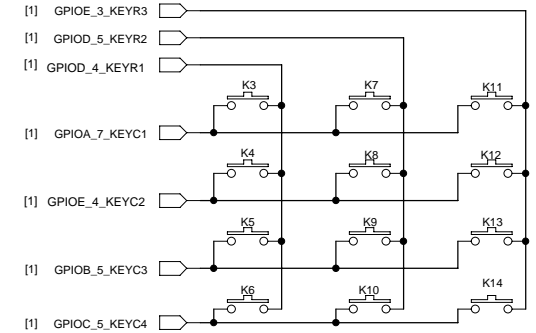 [1] GPIOE_3_KEYR3
[1] GPIOD_5_KEYR2
[1] GPIOD_4_KEYR1
K3 K7 K11
[1] GPIOA_7_KEYC1
K4 K8 K12
[1] GPIOE_4_KEYC2
K5 K9 K13
[1] GPIOB_5_KEYC3
K6 K10 K14
[1] GPIOC_5_KEYC4